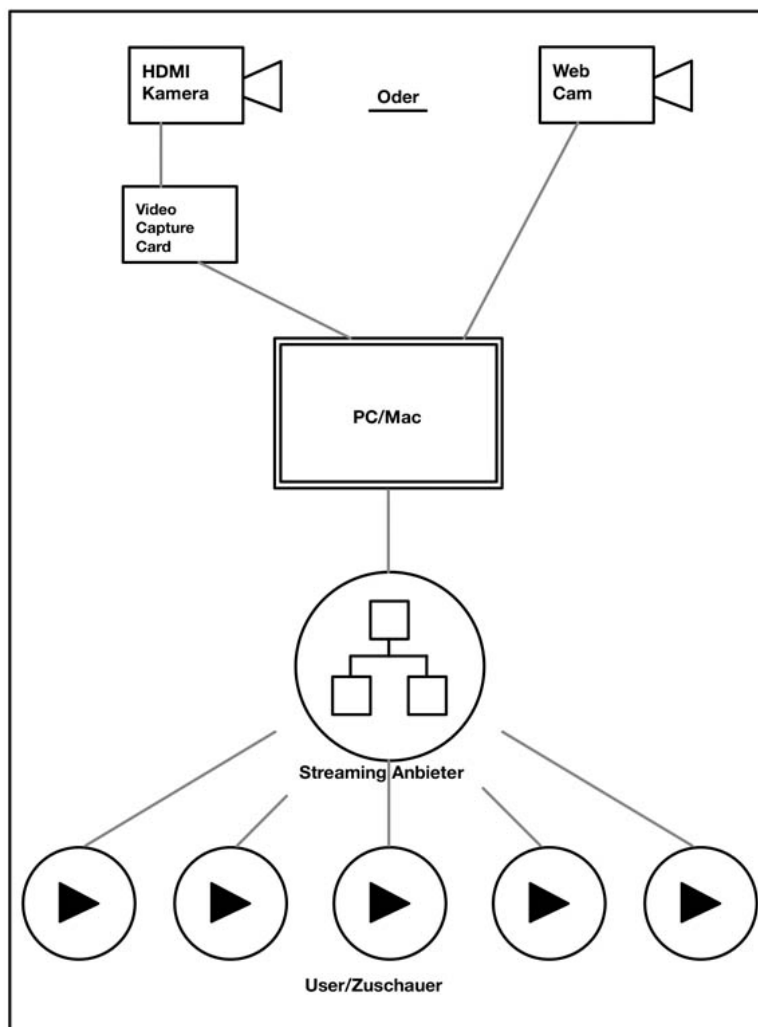 HDMI
Kamera
Oder
Web
Cam
Video
Capture
Card
PC/Mac
Streaming Anbieter
User/Zuschauer